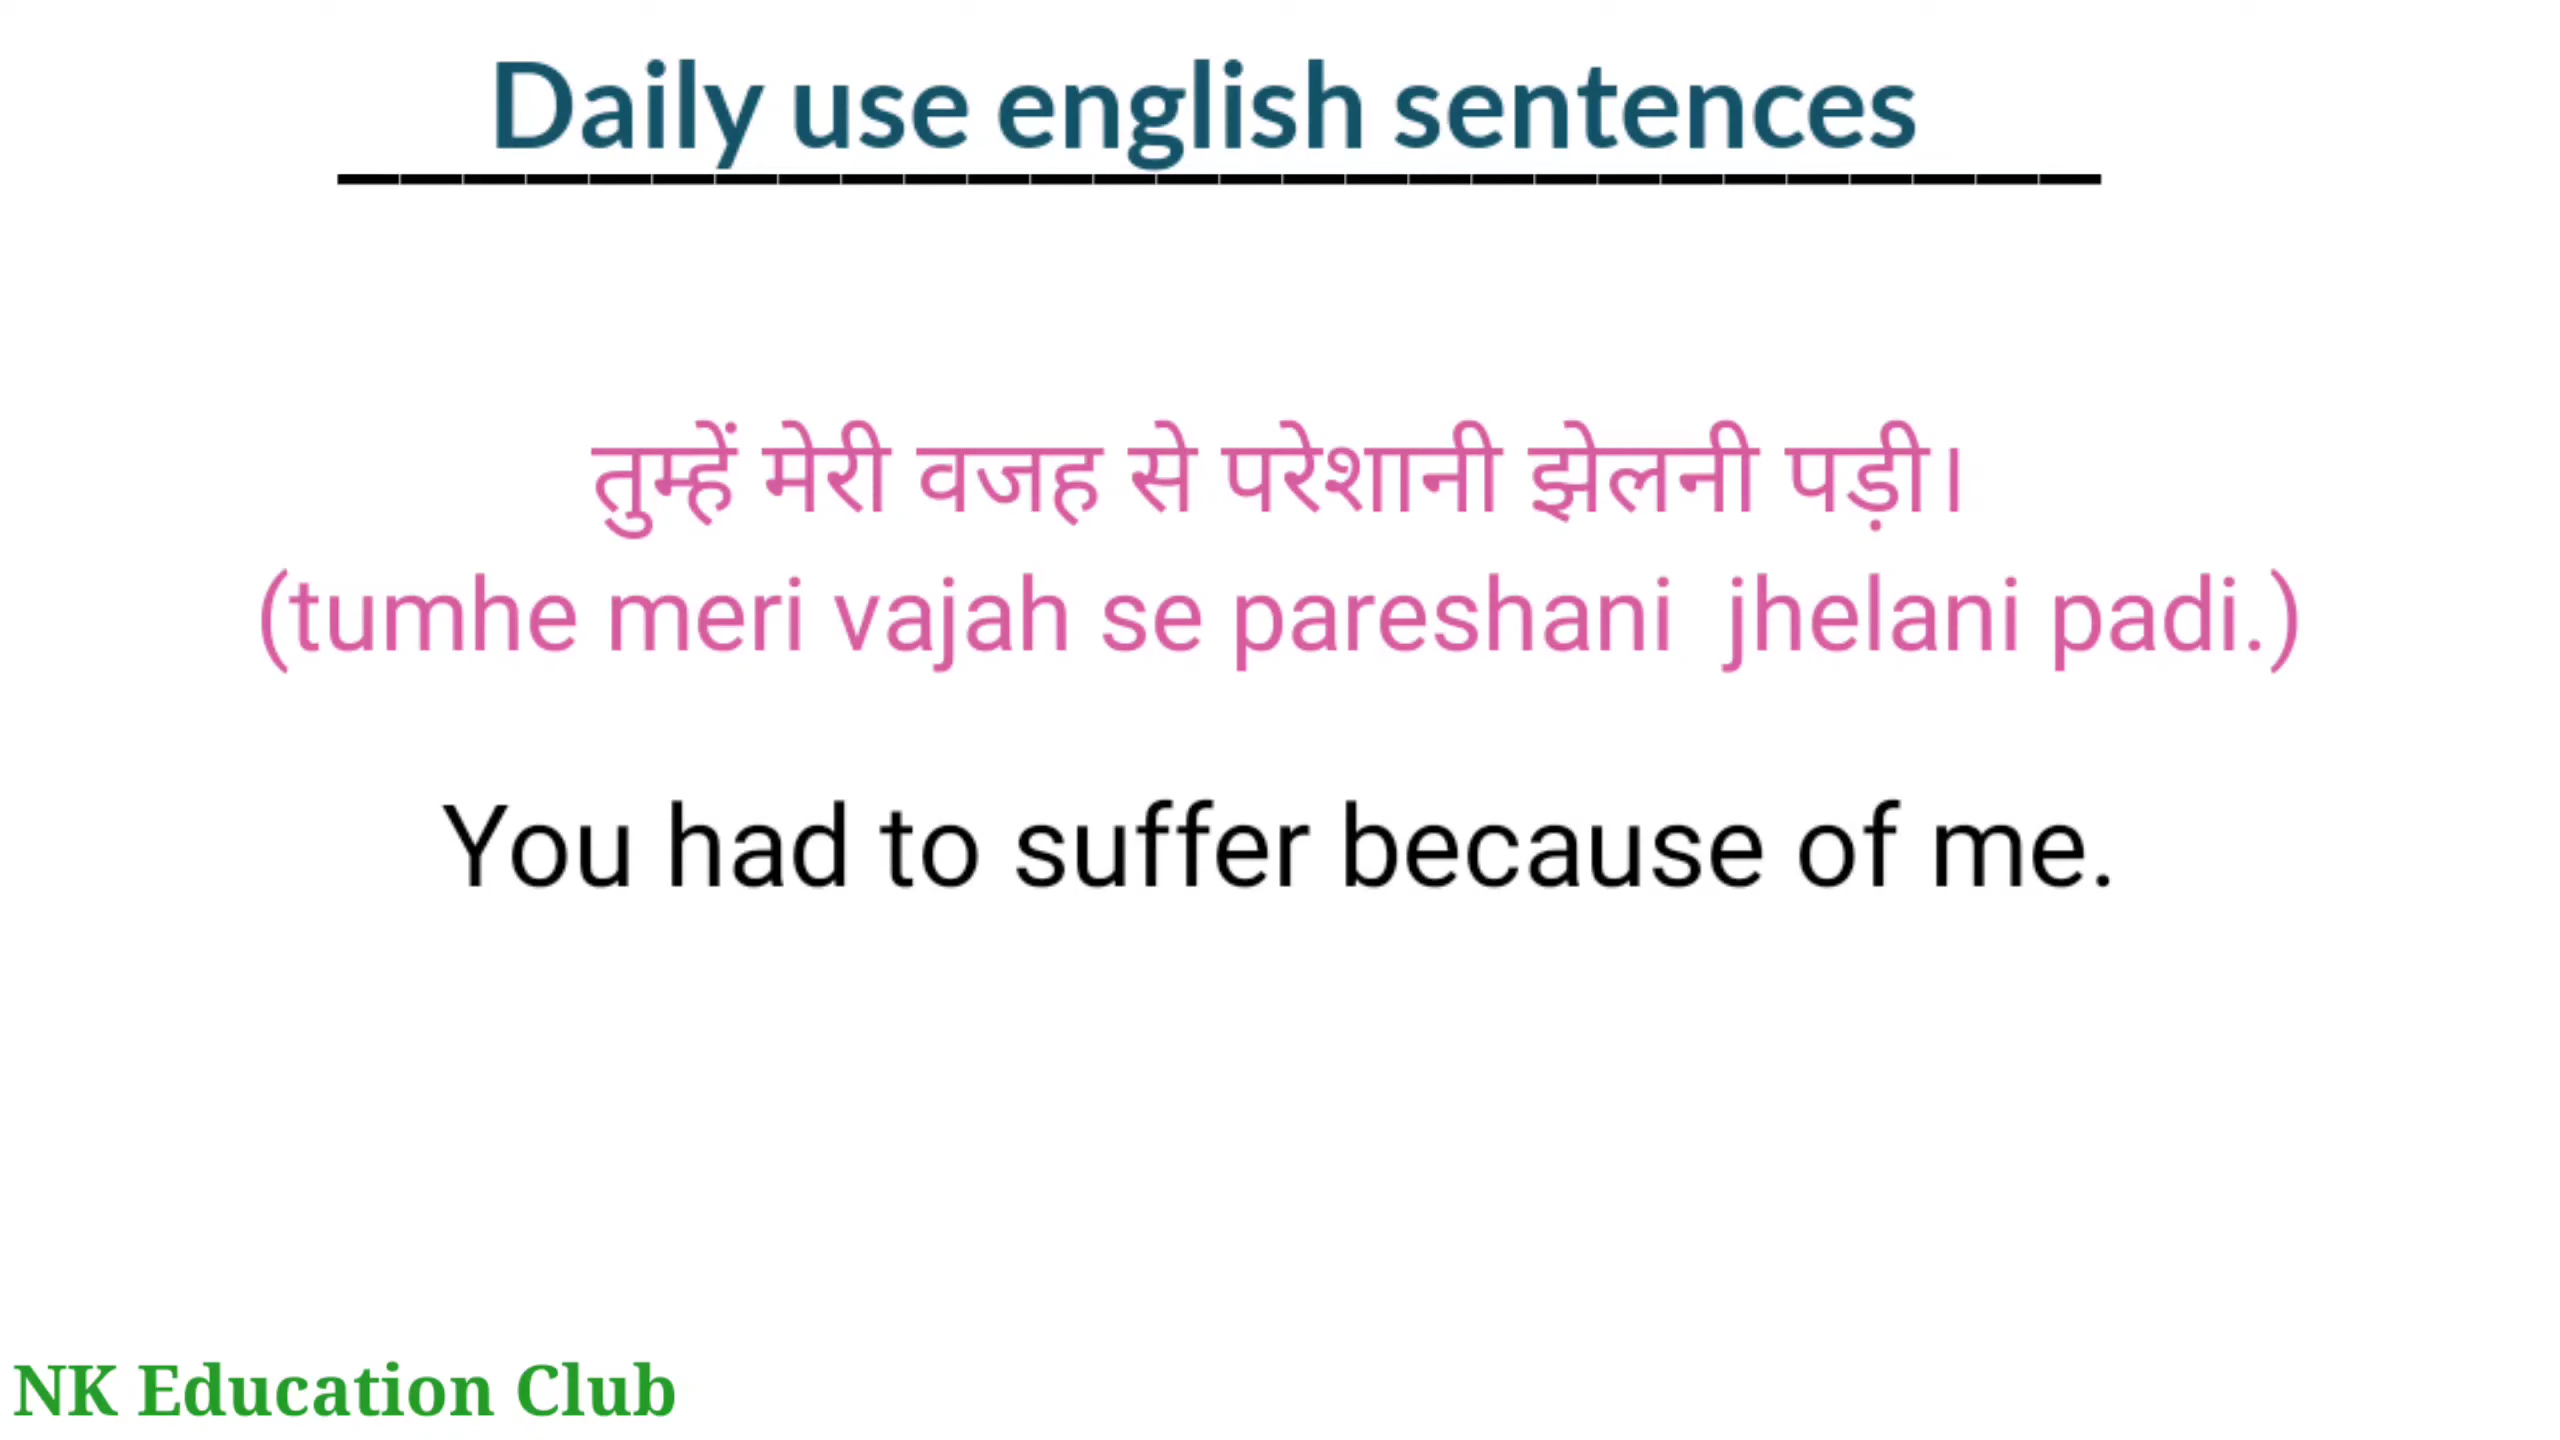 Daily use english sentences
तुम्हें मेरी वजह से परेशानी झेलनी पड़ी।
(tumhe meri vajah se pareshani  jhelani padi.)
You had to suffer because of me.
NK Education Club